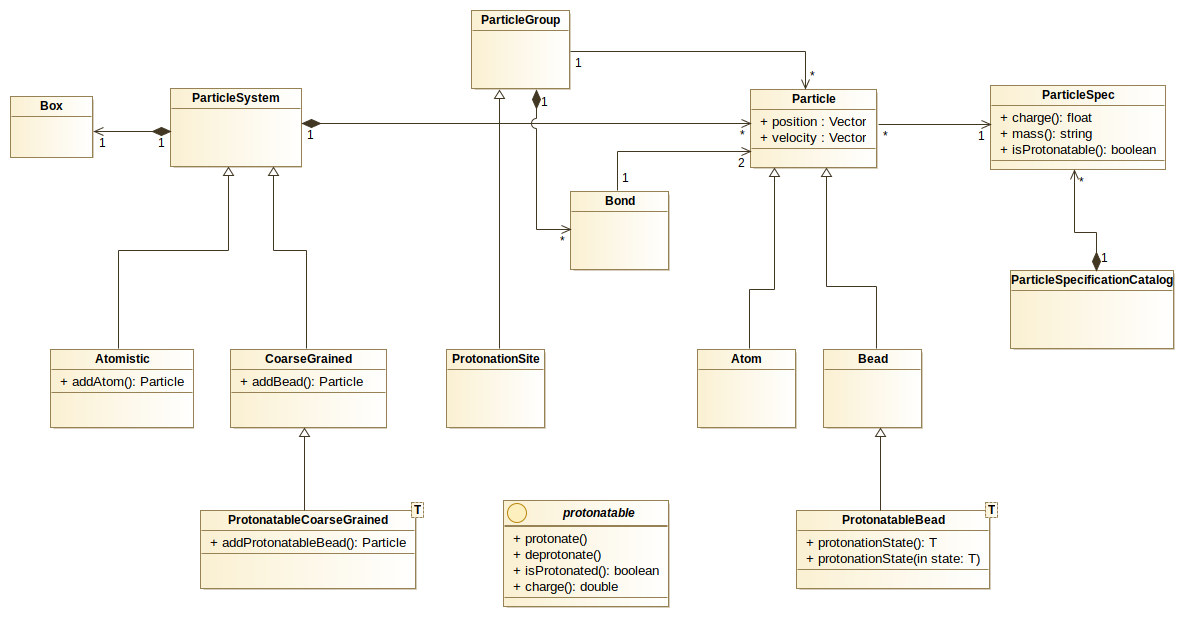 ParticleGroup
1
*
1
Box
ParticleSystem
1
1
1
*
Particle
+ position : Vector
+ velocity : Vector
*
1
ParticleSpec
+ charge(): float
+ mass(): string
+ isProtonatable(): boolean
2
1
*
Bond
*
1
ParticleSpecificationCatalog
Atomistic
+ addAtom(): Particle
CoarseGrained
+ addBead(): Particle
ProtonationSite
Atom
Bead
T
ProtonatableCoarseGrained
+ addProtonatableBead(): Particle
protonatable
+ protonate()
+ deprotonate()
+ isProtonated(): boolean
+ charge(): double
T
ProtonatableBead
+ protonationState(): T
+ protonationState(in state: T)